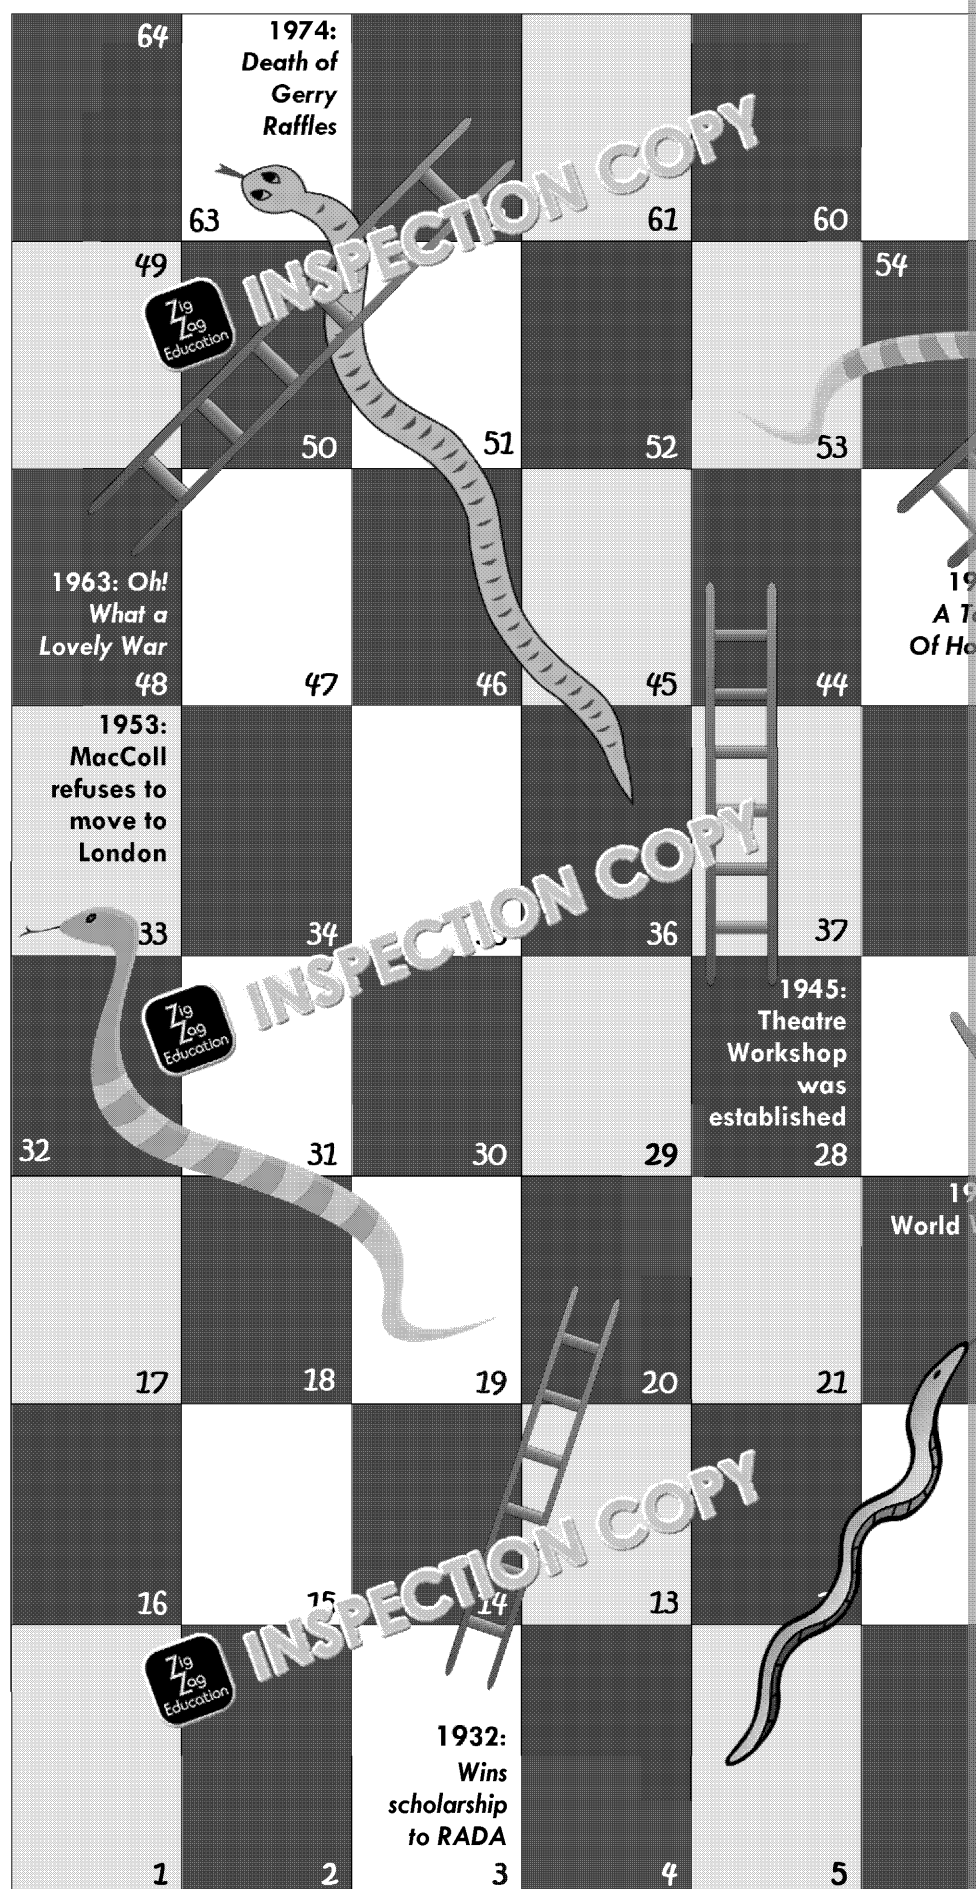 64
1974:
Death of
Gerry
Raffles
63
61
60
INSPECTION COPY
Zig
Zag
Education
49
50
51
52
53
54
1963: Oh!
What a
Lovely War
48
47
46
45
44
A
Of
1953:
MacColl
refuses to
move to
London
33
34
36
37
INSPECTION COPY
Zig
Zag
Education
1945:
Theatre
Workshop
was
established
32
31
30
29
28
World
17
18
19
20
21
16
15
14
13
INSPECTION COPY
Zig
Zag
Education
1932:
Wins
scholarship
to RADA
1
2
3
4
5